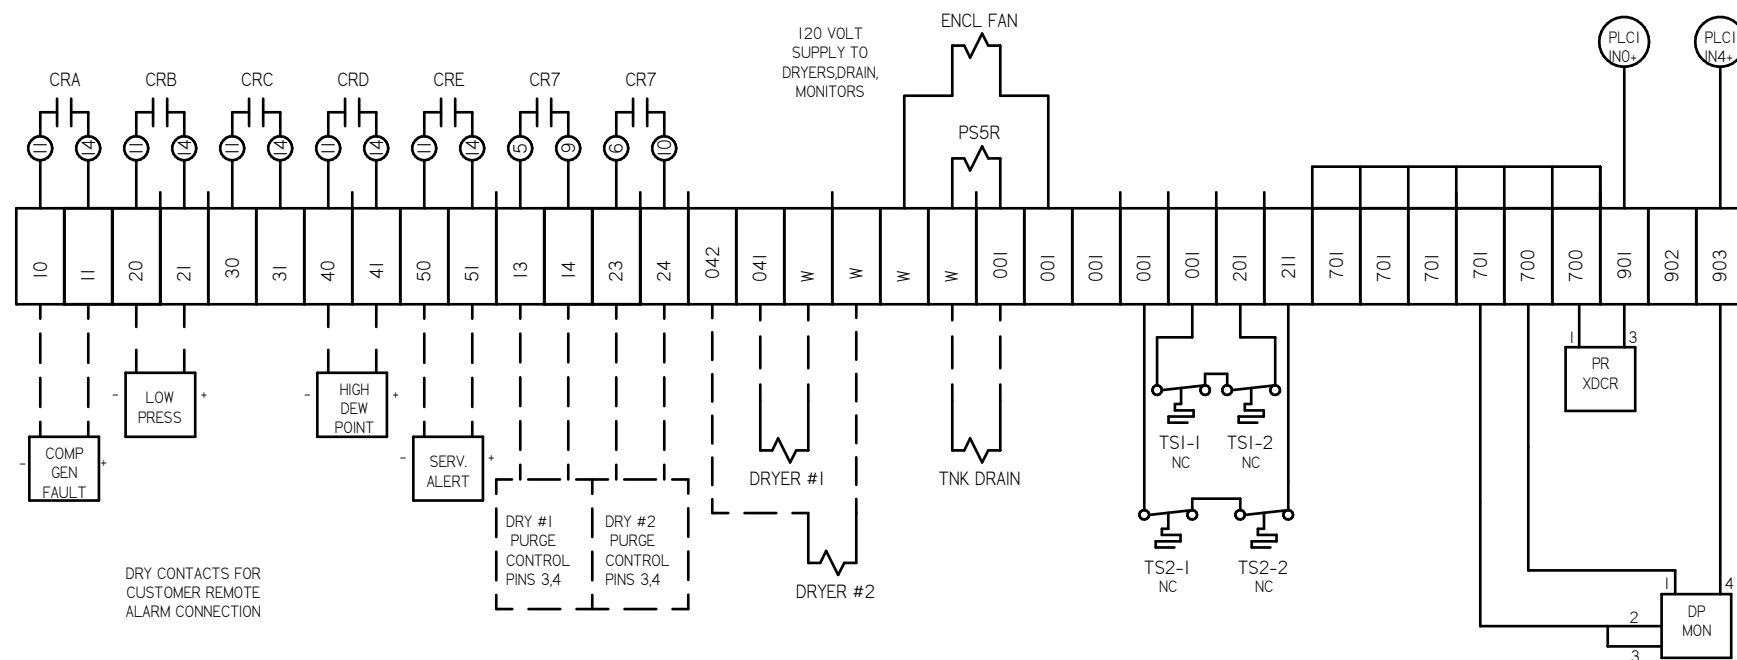 120 VOLT
SUPPLY TO
DRYERS,DRAIN,
MONITORS
ENCL FAN
PLC1
IN0+
PLC1
IN4+
CRA
CRB
CRC
CRD
CRE
CR7
CR7
PS5R
11
14
11
14
11
14
11
14
11
14
5
9
6
10
10
11
20
21
30
31
40
41
50
51
13
14
23
24
042
041
W
W
W
W
001
001
001
001
001
201
211
701
701
701
701
700
700
901
902
903
1
3
PR
XDCR
- LOW
PRESS +
- HIGH
DEW
POINT +
- COMP
GEN
FAULT +
- SERV.
ALERT +
DRYER #1
TNK DRAIN
TS1-1
NC
TS1-2
NC
DRY #1
PURGE
CONTROL
PINS 3,4
DRY #2
PURGE
CONTROL
PINS 3,4
DRYER #2
TS2-1
NC
TS2-2
NC
DRY CONTACTS FOR
CUSTOMER REMOTE
ALARM CONNECTION
1
4
2
3
DP
MON